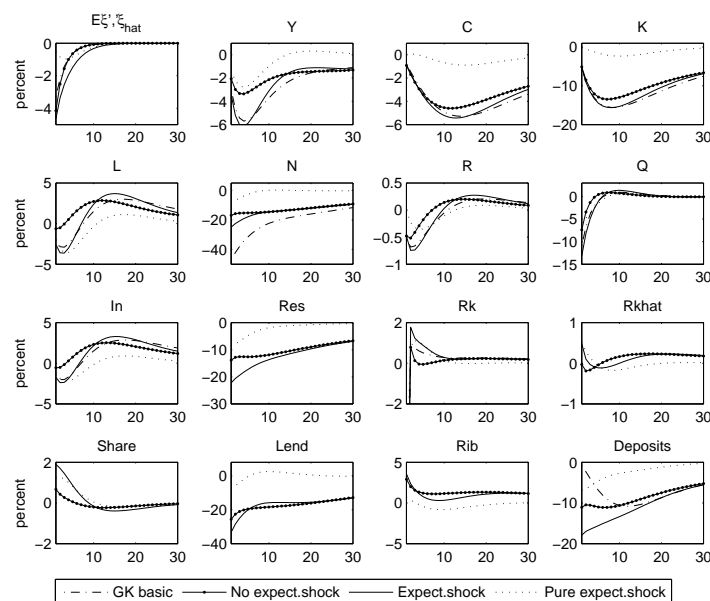 Eξ',ξhat Y C K
percent
0
−2
−4
10 20 30
0
−2
−4
−6
10 20 30
0
−2
−4
−6
10 20 30
0
−10
−20
10 20 30
L N R Q
percent
5
0
−5
10 20 30
0
−20
−40
10 20 30
0.5
0
−0.5
−1
10 20 30
0
−5
−10
−15
10 20 30
In Res Rk Rkhat
percent
5
0
−5
10 20 30
0
−10
−20
−30
10 20 30
2
0
−2
10 20 30
1
0
−1
10 20 30
Share Lend Rib Deposits
percent
2
0
−2
10 20 30
0
−20
−40
10 20 30
5
0
−5
10 20 30
0
−10
−20
10 20 30
GK basic No expect.shock Expect.shock Pure expect.shock